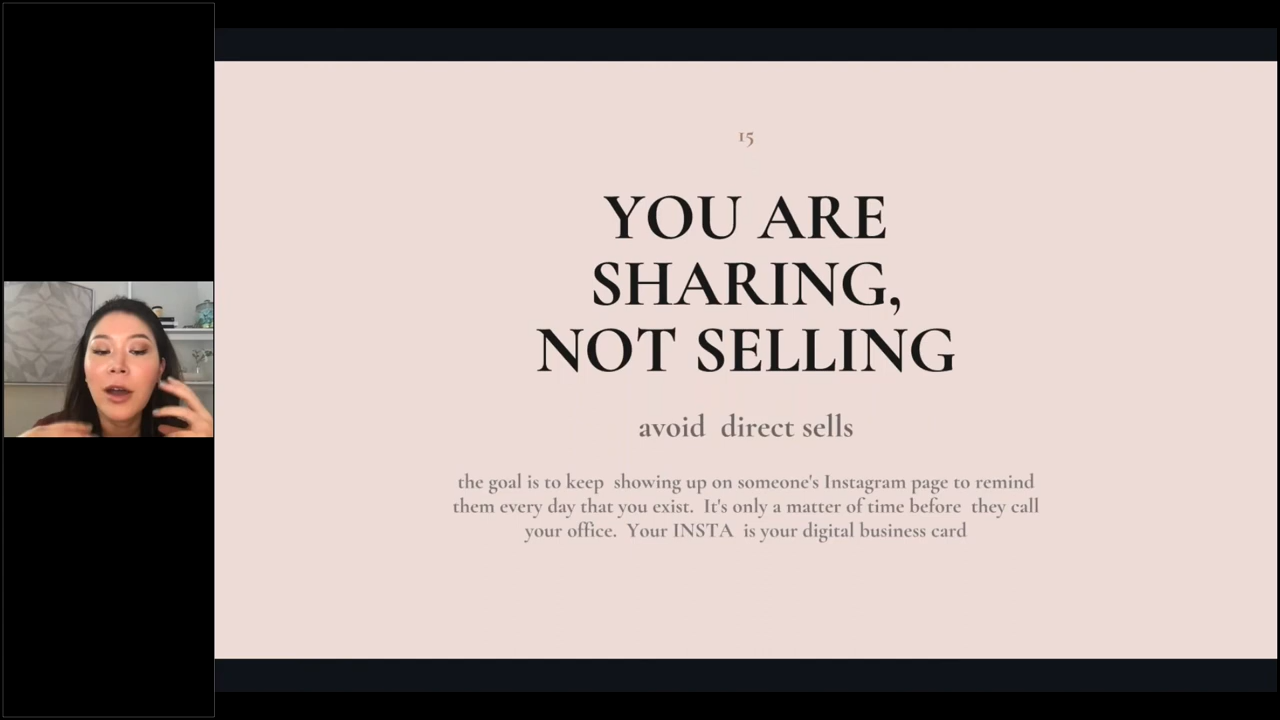 15
YOU ARE
SHARING,
NOT SELLING
avoid direct sells
the goal is to keep showing up on someone's Instagram page to remind
them every day that you exist. It's only a matter of time before they call
your office. Your INSTA is your digital business card